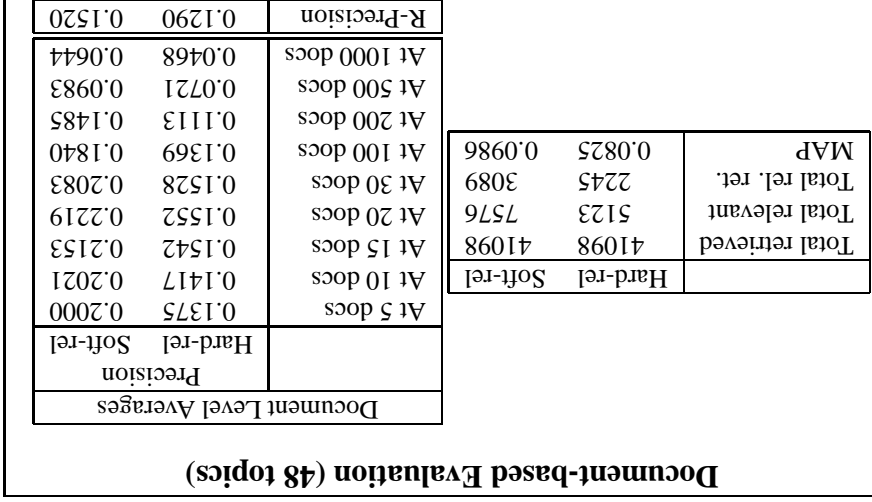 Document-based Evaluation (48 topics)
Hard-rel Soft-rel
Total retrieved 41098 41098
Total relevant 5123 7576
Total rel. ret. 2245 3089
MAP 0.0825 0.0986
Document Level Averages
Precision
Hard-rel Soft-rel
At 5 docs 0.1375 0.2000
At 10 docs 0.1417 0.2021
At 15 docs 0.1542 0.2153
At 20 docs 0.1552 0.2219
At 30 docs 0.1528 0.2083
At 100 docs 0.1369 0.1840
At 200 docs 0.1113 0.1485
At 500 docs 0.0721 0.0983
At 1000 docs 0.0468 0.0644
R-Precision 0.1290 0.1520